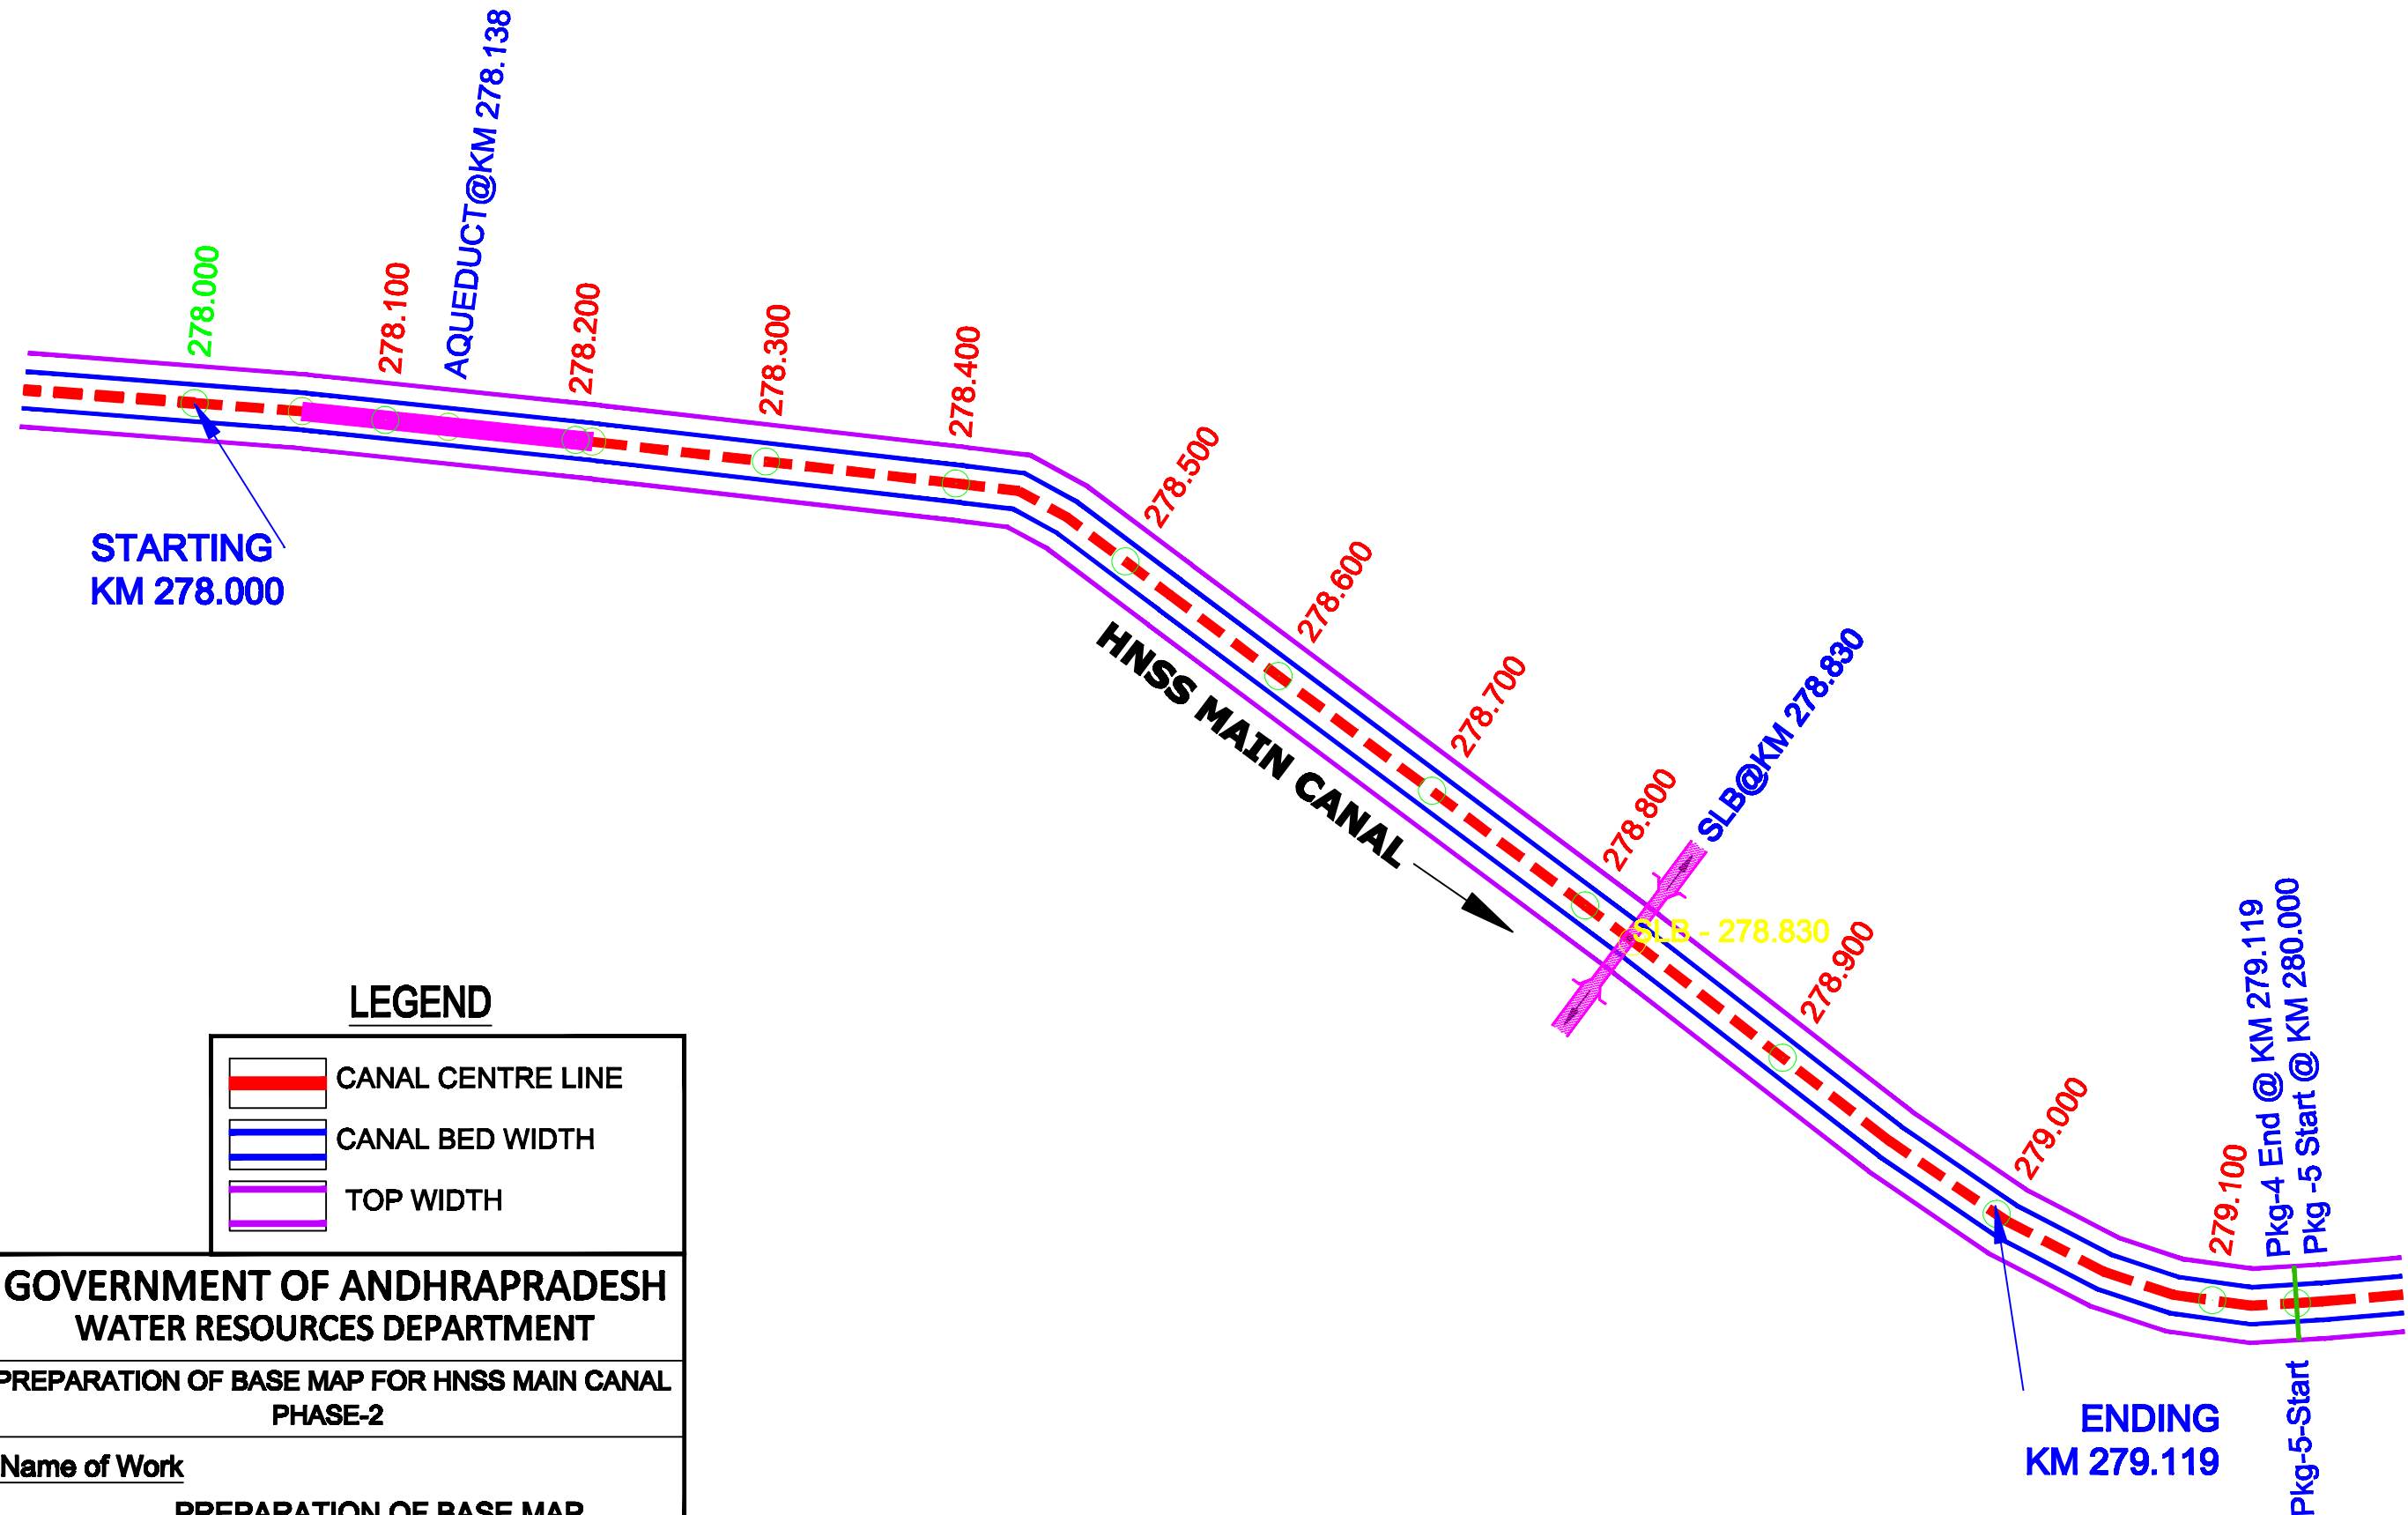 278.000
278.100
AQUEDUCT@KM 278.138
278.200
278.300
278.400
278.500
278.600
278.700
278.800
SLB@KM 278.830
SLB - 278.830
278.900
279.000
279.100
Pkg-4 End @ KM 279.119
Pkg -5 Start @ KM 280.000
Pkg-5-Start
STARTING
KM 278.000
HNSS MAIN CANAL
ENDING
KM 279.119
LEGEND
CANAL CENTRE LINE
CANAL BED WIDTH
TOP WIDTH
GOVERNMENT OF ANDHRAPRADESH
WATER RESOURCES DEPARTMENT
PREPARATION OF BASE MAP FOR HNSS MAIN CANAL
PHASE-2
Name of Work
PREPARATION OF BASE MAP